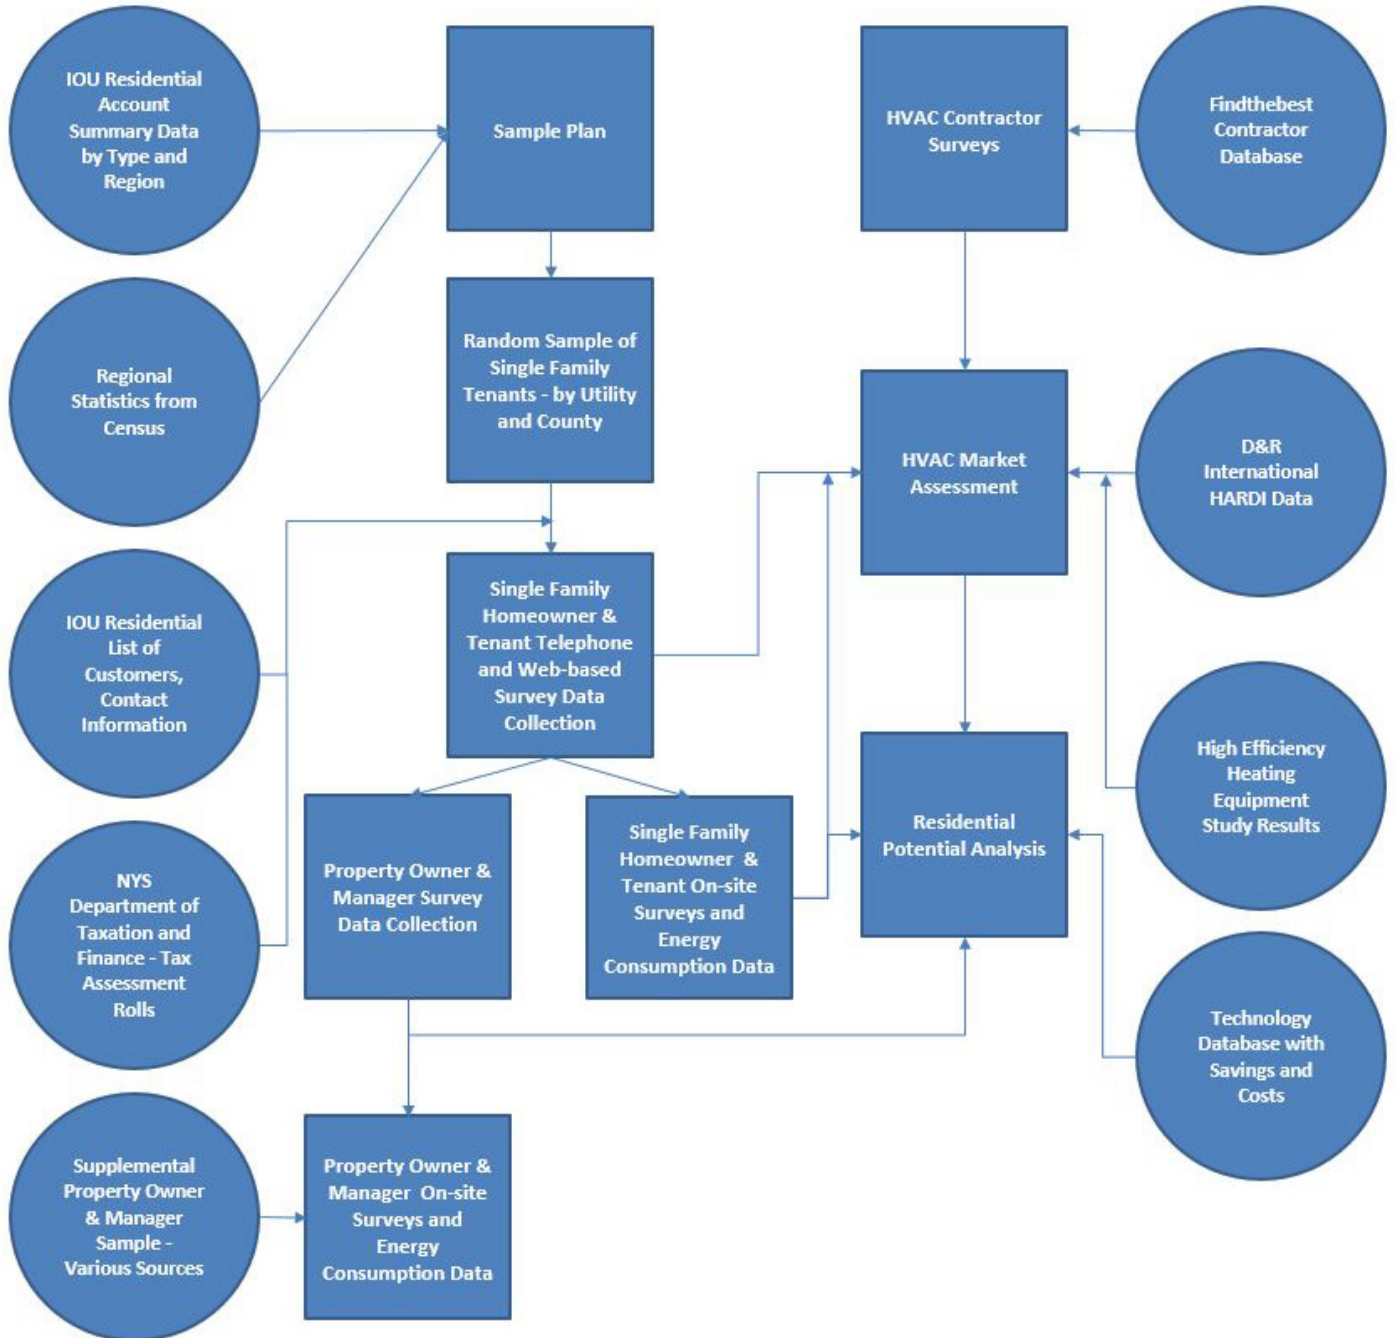 IOU Residential
Account
Summary Data
by Type and
Region
Sample Plan
HVAC Contractor
Surveys
Findthebest
Contractor
Database
Regional
Statistics from
Census
Random Sample of
Single Family
Tenants - by Utility
and County
HVAC Market
Assessment
D&R
International
HARDI Data
IOU Residential
List of
Customers,
Contact
Information
Single Family
Homeowner &
Tenant Telephone
and Web-based
Survey Data
Collection
High Efficiency
Heating
Equipment
Study Results
NYS
Department of
Taxation and
Finance - Tax
Assessment
Rolls
Property Owner &
Manager Survey
Data Collection
Single Family
Homeowner & 
Tenant On-site
Surveys and
Energy
Consumption Data
Residential
Potential Analysis
Technology
Database with
Savings and
Costs
Supplemental
Property Owner
& Manager
Sample -
Various Sources
Property Owner &
Manager On-site
Surveys and
Energy
Consumption Data